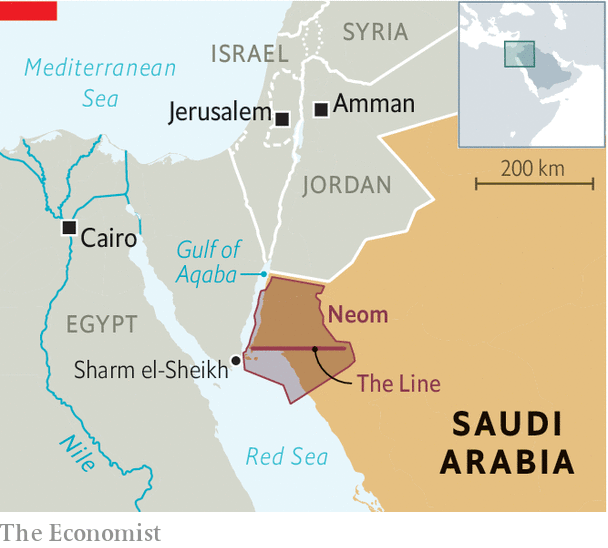 SYRIA
ISRAEL
Mediterranean
Sea
Jerusalem
Amman
200 km
JORDAN
Cairo
Gulf of
Aqaba
Neom
EGYPT
Sharm el-Sheikh
The Line
SAUDI
ARABIA
Nile
Red Sea
The Economist